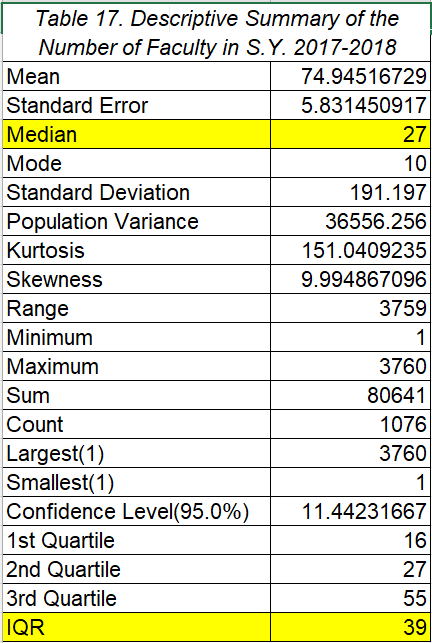 Table 17. Descriptive Summary of the
Number of Faculty in S.Y. 2017-2018
Mean 74.94516729
Standard Error 5.831450917
Median 27
Mode 10
Standard Deviation 191.197
Population Variance 36556.256
Kurtosis 151.0409235
Skewness 9.994867096
Range 3759
Minimum 1
Maximum 3760
Sum 80641
Count 1076
Largest(1) 3760
Smallest(1) 1
Confidence Level(95.0%) 11.44231667
1st Quartile 16
2nd Quartile 27
3rd Quartile 55
IQR 39